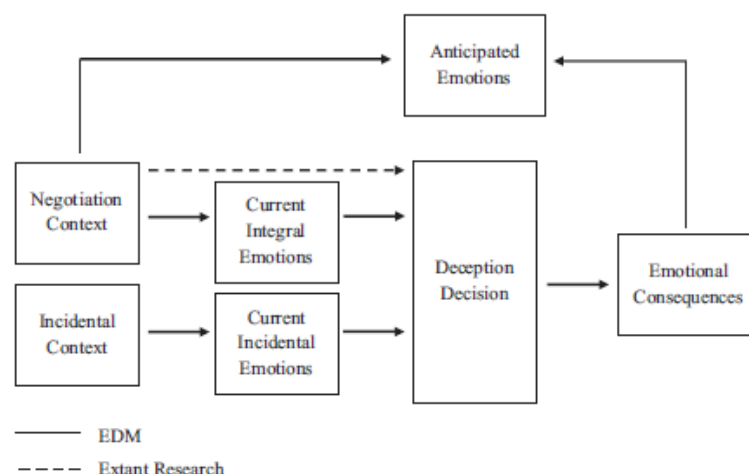 Anticipated
Emotions
Negotiation
Context
Current
Integral
Emotions
Deception
Decision
Emotional
Consequences
Incidental
Context
Current
Incidental
Emotions
EDM
Extant Research